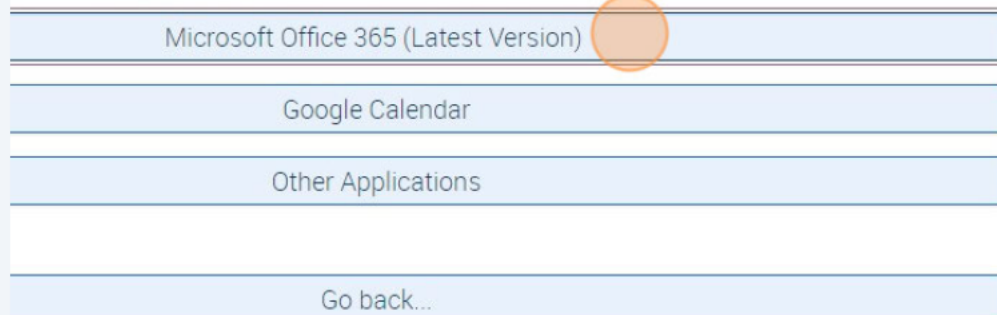 Microsoft Office 365 (Latest Version)
Google Calendar
Other Applications
Go back...